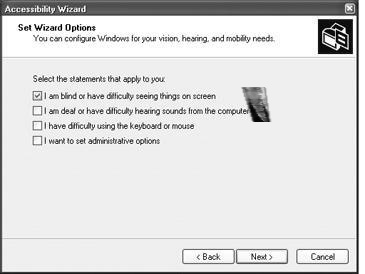 Accessibility Wizard
Set Wizard Options
You can configure Windows for your vision, hearing, and mobility needs.
Select the statements that apply to you:
I am blind or have difficulty seeing things on screen
I am deaf or have difficulty hearing sounds from the computer
I have difficulty using the keyboard or mouse
I want to set administrative options
< Back
Next >
Cancel